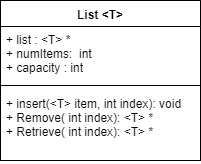 List <T>
+ list : <T> *
+ numItems:  int
+ capacity : int
+ insert(<T> item, int index): void
+ Remove( int index): <T> *
+ Retrieve( int index): <T> *